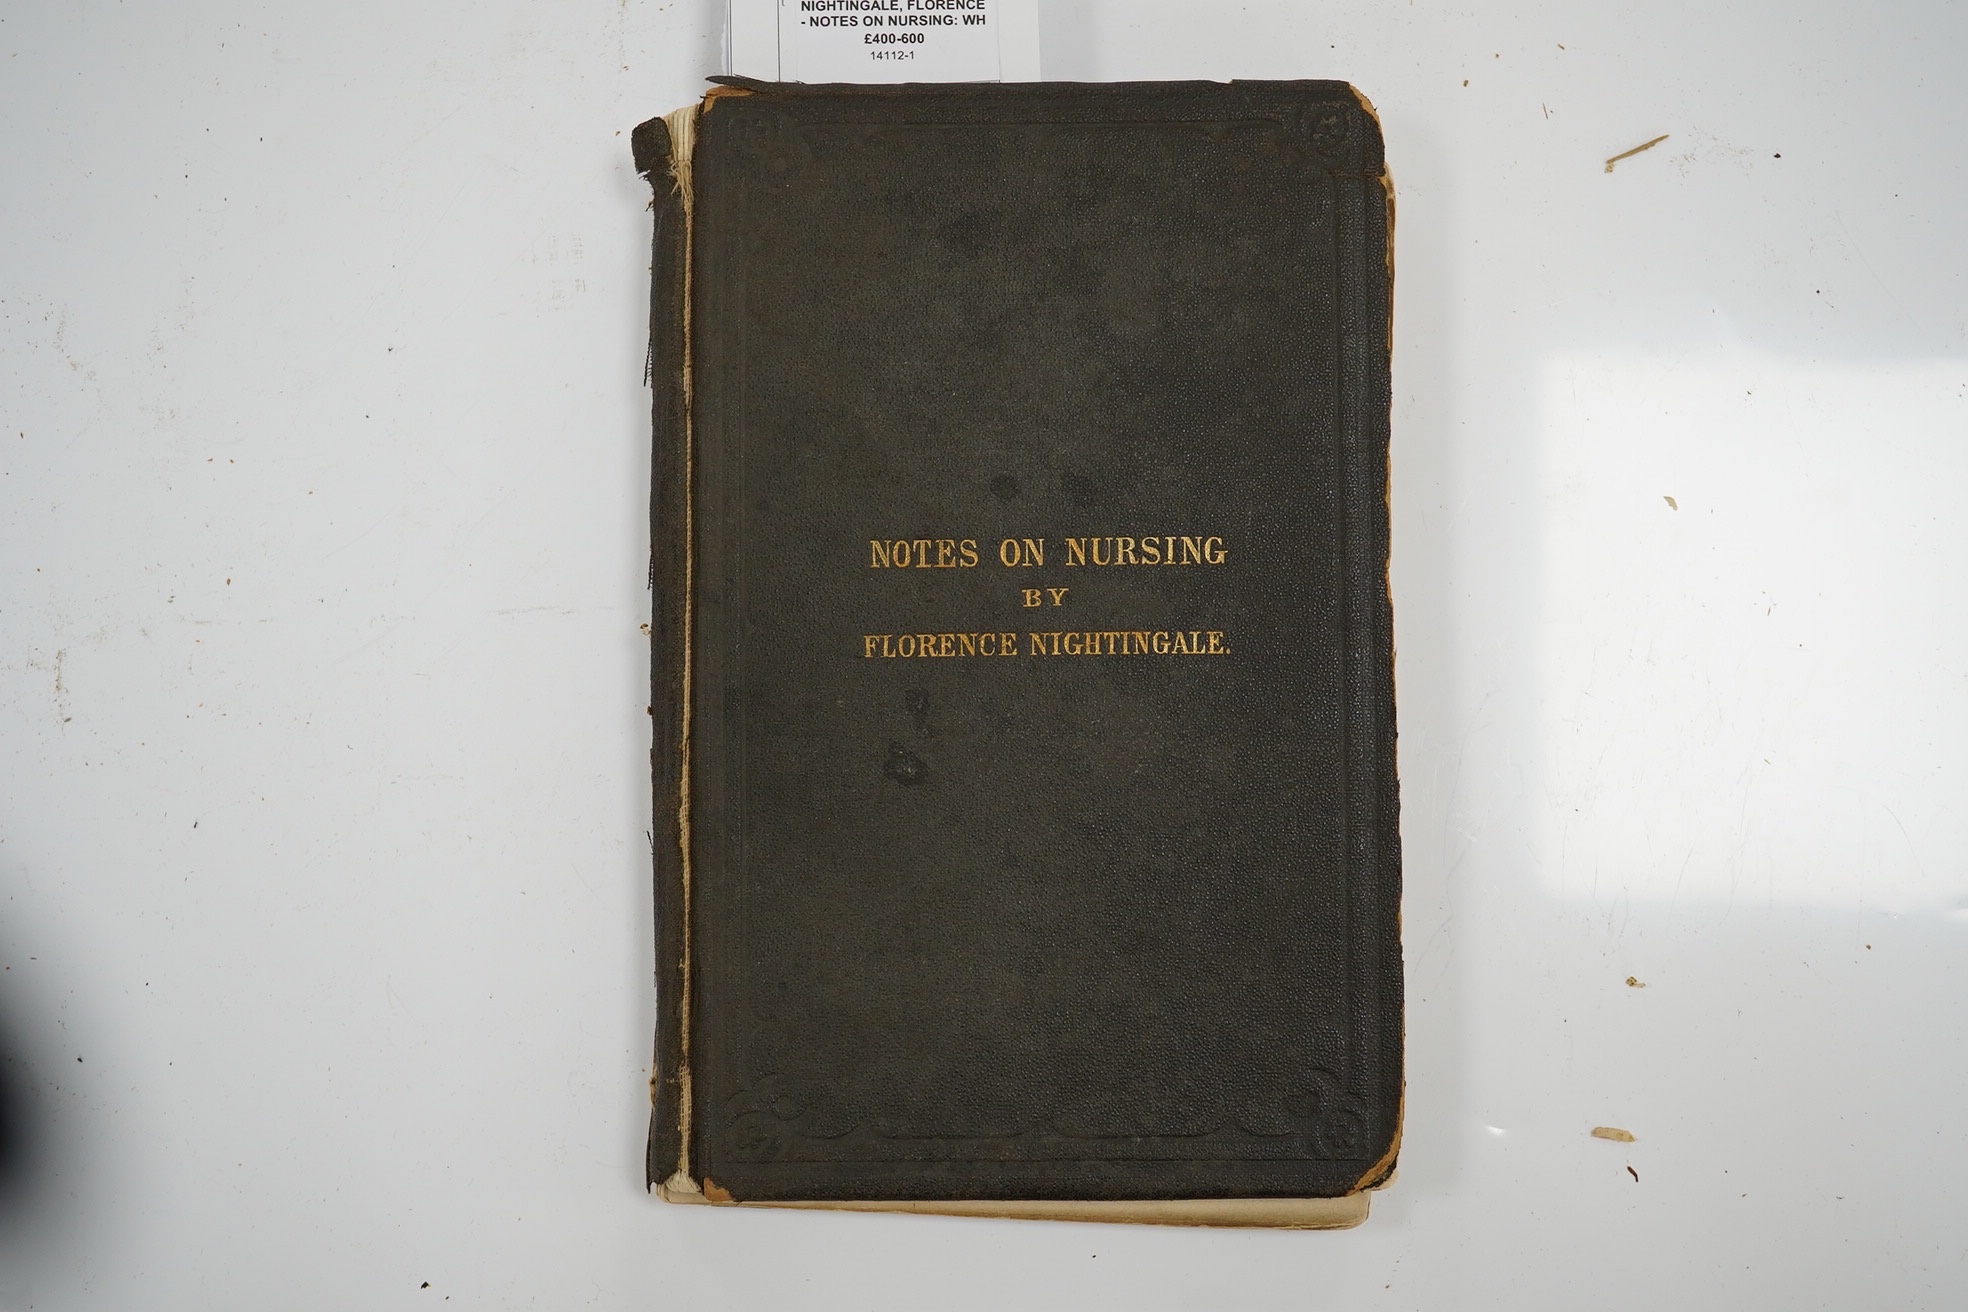 NIGHTINGALE, FLORENCE
- NOTES ON NURSING: WH
£400-600
14112-1
NOTES ON NURSING
BY
FLORENCE NIGHTINGALE.